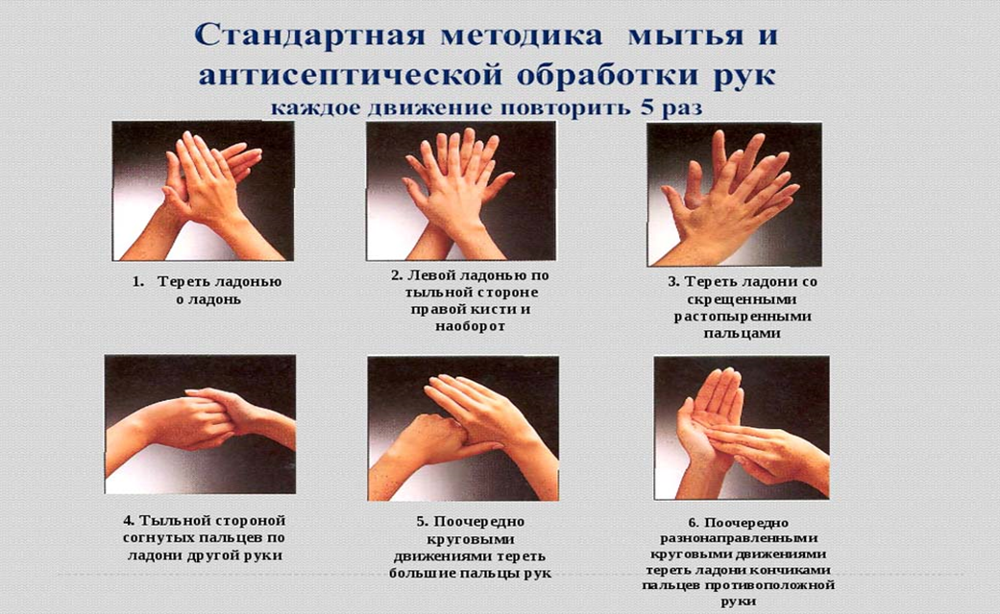 Стандартная методика мытья и
антисептической обработки рук
каждое движение повторить 5 раз
1. Тереть ладонью
о ладонь
2. Левой ладонью по
тыльной стороне
правой кисти и
наоборот
3. Тереть ладони со
скрещенными
растопыренными
пальцами
4. Тыльной стороной
согнутых пальцев по
ладони другой руки
5. Поочередно
круговыми
движениями тереть
большие пальцы рук
6. Поочередно
разнонаправленными
круговыми движениями
тереть ладони кончиками
пальцев противоположной
руки